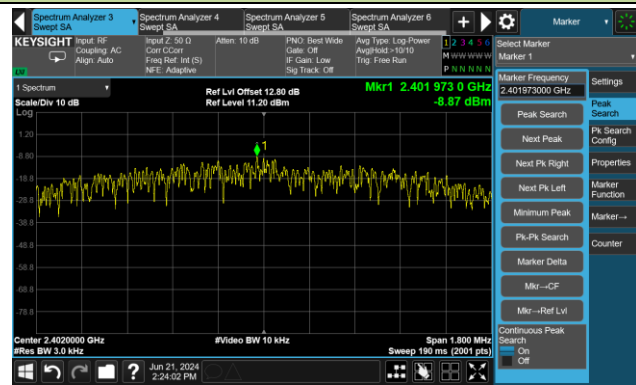 Spectrum Analyzer 3
Swept SA
Spectrum Analyzer 4
Swept SA
Spectrum Analyzer 5
Swept SA
Spectrum Analyzer 6
Swept SA
Marker
KEYSIGHT
Input: RF
Coupling: AC
Align: Auto
Input Z: 50 Ω
Corr CCorr
Freq Ref: Int (S)
NFE: Adaptive
Atten: 10 dB
PNO: Best Wide
Gate: Off
IF Gain: Low
Sig Track: Off
Avg Type: Log-Power
Avg|Hold:>10/10
Trig: Free Run
1 2 3 4 5 6
M W W W W W
P N N N N N
Select Marker
Marker 1
1 Spectrum
Scale/Div 10 dB
Log
Ref Lvl Offset 12.80 dB
Ref Level 11.20 dBm
Mkr1 2.401 973 0 GHz
-8.87 dBm
1
1.20
-8.80
-18.8
-28.8
-38.8
-48.8
-58.8
-68.8
-78.8
Center 2.4020000 GHz
#Res BW 3.0 kHz
#Video BW 10 kHz
Span 1.800 MHz
Sweep 190 ms (2001 pts)
Marker Frequency
2.401973000 GHz
Peak Search
Next Peak
Next Pk Right
Next Pk Left
Minimum Peak
Pk-Pk Search
Marker Delta
Mkr→CF
Mkr→Ref Lvl
Continuous Peak
Search
On
Off
Settings
Peak
Search
Pk Search
Config
Properties
Marker
Function
Marker→
Counter
?
Jun 21, 2024
2:24:02 PM